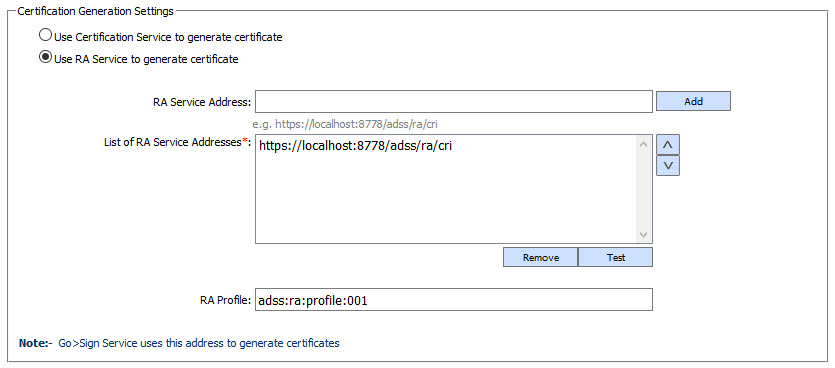 Certification Generation Settings
Use Certification Service to generate certificate
Use RA Service to generate certificate
RA Service Address: Add
e.g. https://localhost:8778/adss/ra/cri
List of RA Service Addresses*: https://localhost:8778/adss/ra/cri
Remove Test
RA Profile: adss:ra:profile:001
Note:- Go>Sign Service uses this address to generate certificates